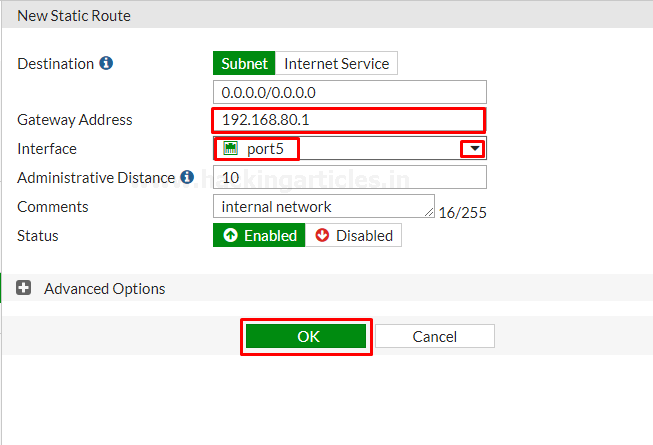 New Static Route
Destination Subnet Internet Service
0.0.0.0/0.0.0.0
Gateway Address 192.168.80.1
Interface port5
Administrative Distance 10
www.hackingarticles.in
Comments internal network 16/255
Status Enabled Disabled
Advanced Options
OK Cancel